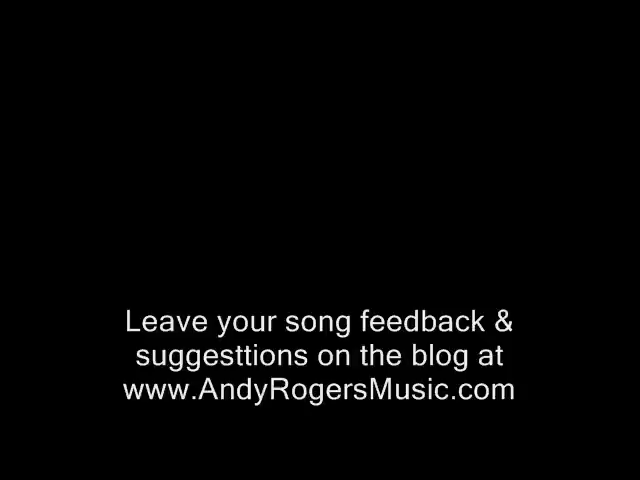 Leave your song feedback &
suggesttions on the blog at
www.AndyRogersMusic.com